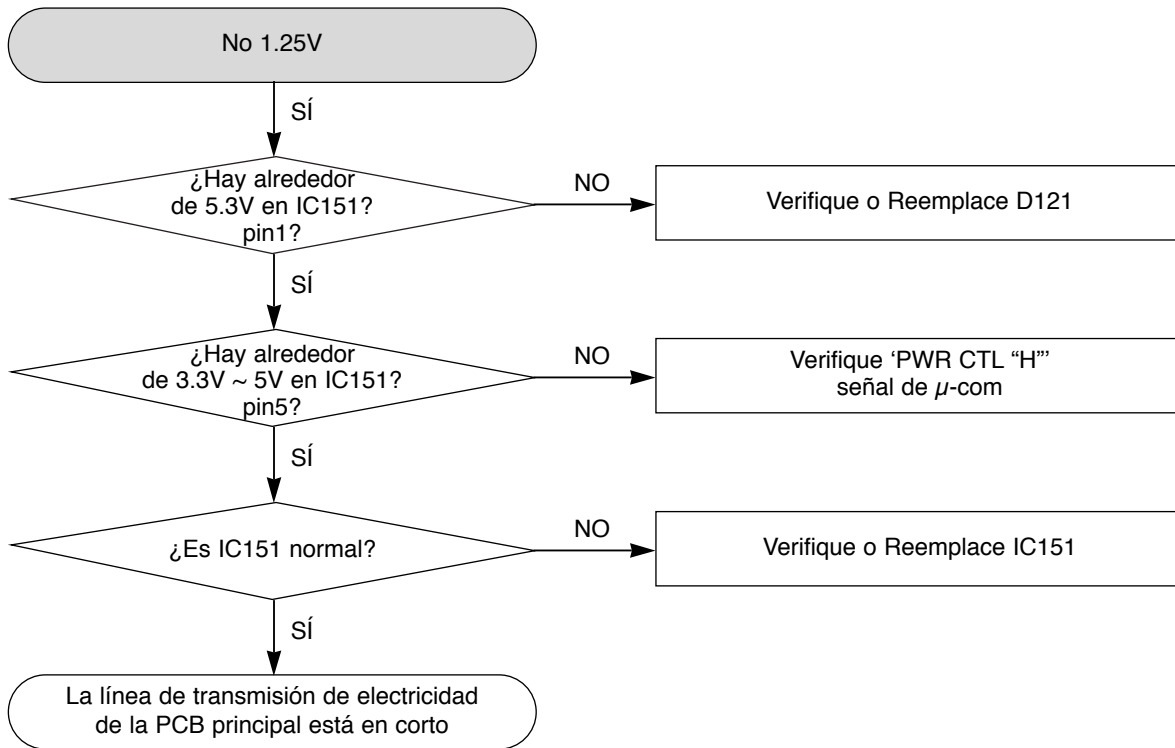 No 1.25V
SÍ
¿Hay alrededor
de 5.3V en IC151?
pin1?
NO
Verifique o Reemplace D121
SÍ
¿Hay alrededor
de 3.3V ~ 5V en IC151?
pin5?
NO
Verifique ‘PWR CTL “H”’
señal de µ-com
SÍ
¿Es IC151 normal?
NO
Verifique o Reemplace IC151
SÍ
La línea de transmisión de electricidad
de la PCB principal está en corto